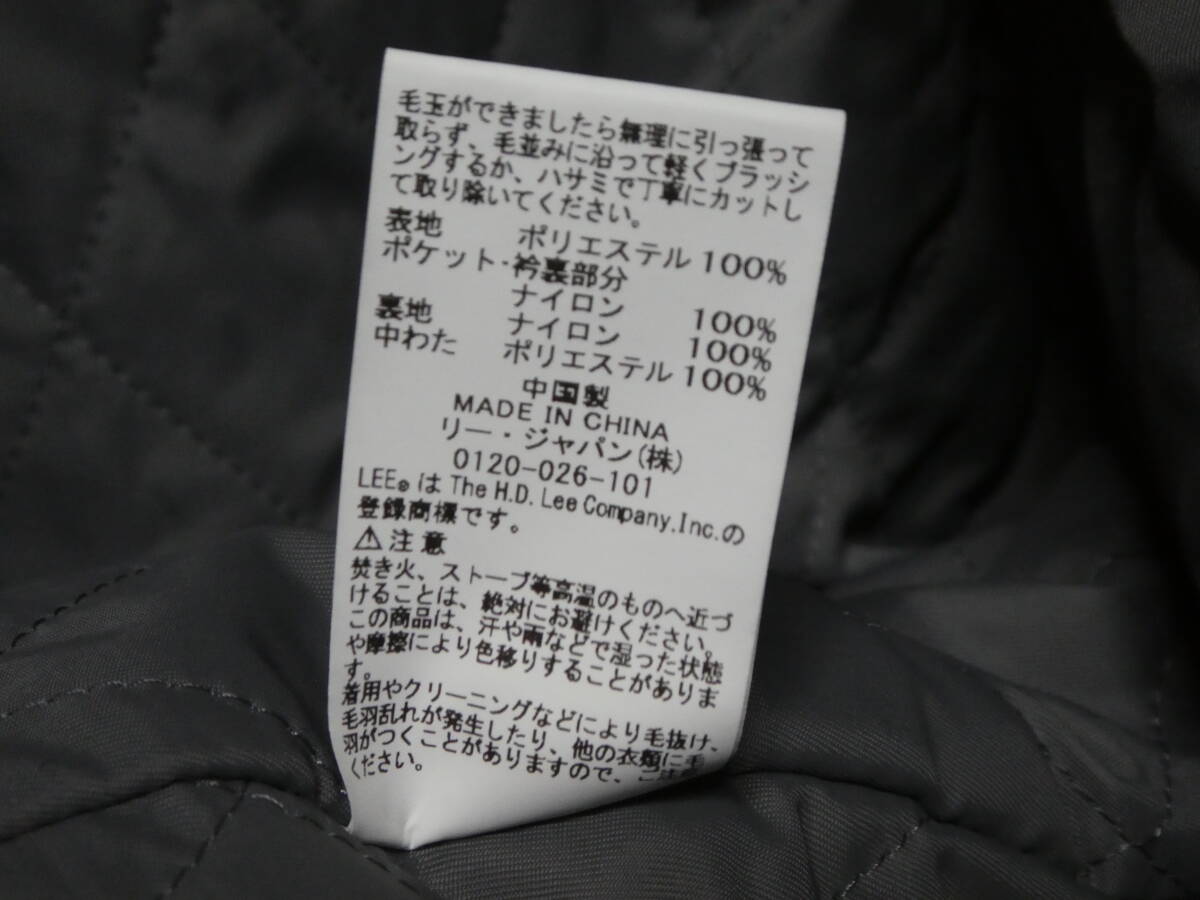 毛玉ができましたら無理に引っ張って
取らず、毛並みに沿って軽くブラッシ
ングするか、ハサミで丁寧にカットし
て取り除いてください。
表地 ポリエステル 100%
ポケット・衿裏部分
ナイロン 100%
裏地 ナイロン 100%
中わた ポリエステル 100%
中国製
MADE IN CHINA
リー・ジャパン(株)
0120-026-101
LEE® は The H.D. Lee Company.Inc.の
登録商標です。
⚠注意
焚き火、ストーブ等高温のものへ近づ
けることは、絶対にお避けください。
この商品は、汗や雨などで湿った状態
や摩擦により色移りすることがありま
す。
着用やクリーニングなどにより毛抜け、
毛羽乱れが発生したり、他の衣類に毛
羽がつくことがありますので、ご注意
ください。